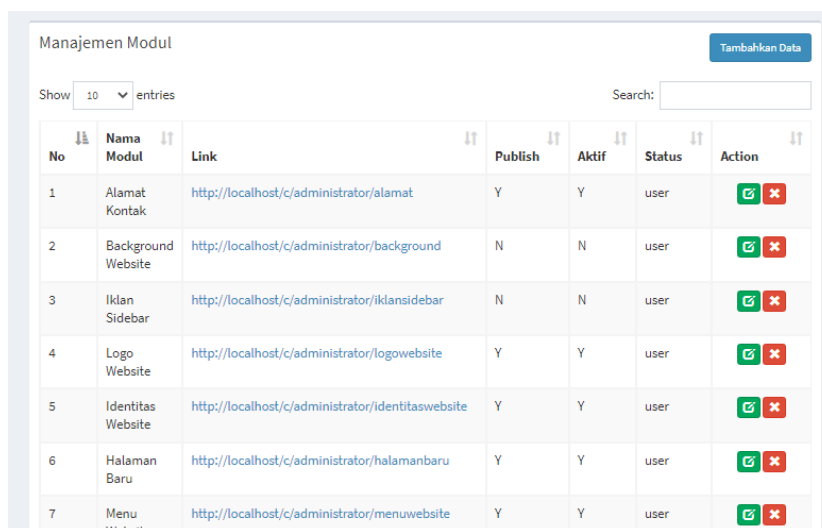 Manajemen Modul
Tambahkan Data
Show 10 entries
Search:
No Nama Modul Link Publish Aktif Status Action
1 Alamat Kontak http://localhost/c/administrator/alamat Y Y user
2 Background Website http://localhost/c/administrator/background N N user
3 Iklan Sidebar http://localhost/c/administrator/iklansidebar N N user
4 Logo Website http://localhost/c/administrator/logowebsite Y Y user
5 Identitas Website http://localhost/c/administrator/identitaswebsite Y Y user
6 Halaman Baru http://localhost/c/administrator/halamanbaru Y Y user
7 Menu http://localhost/c/administrator/menuwebsite Y Y user